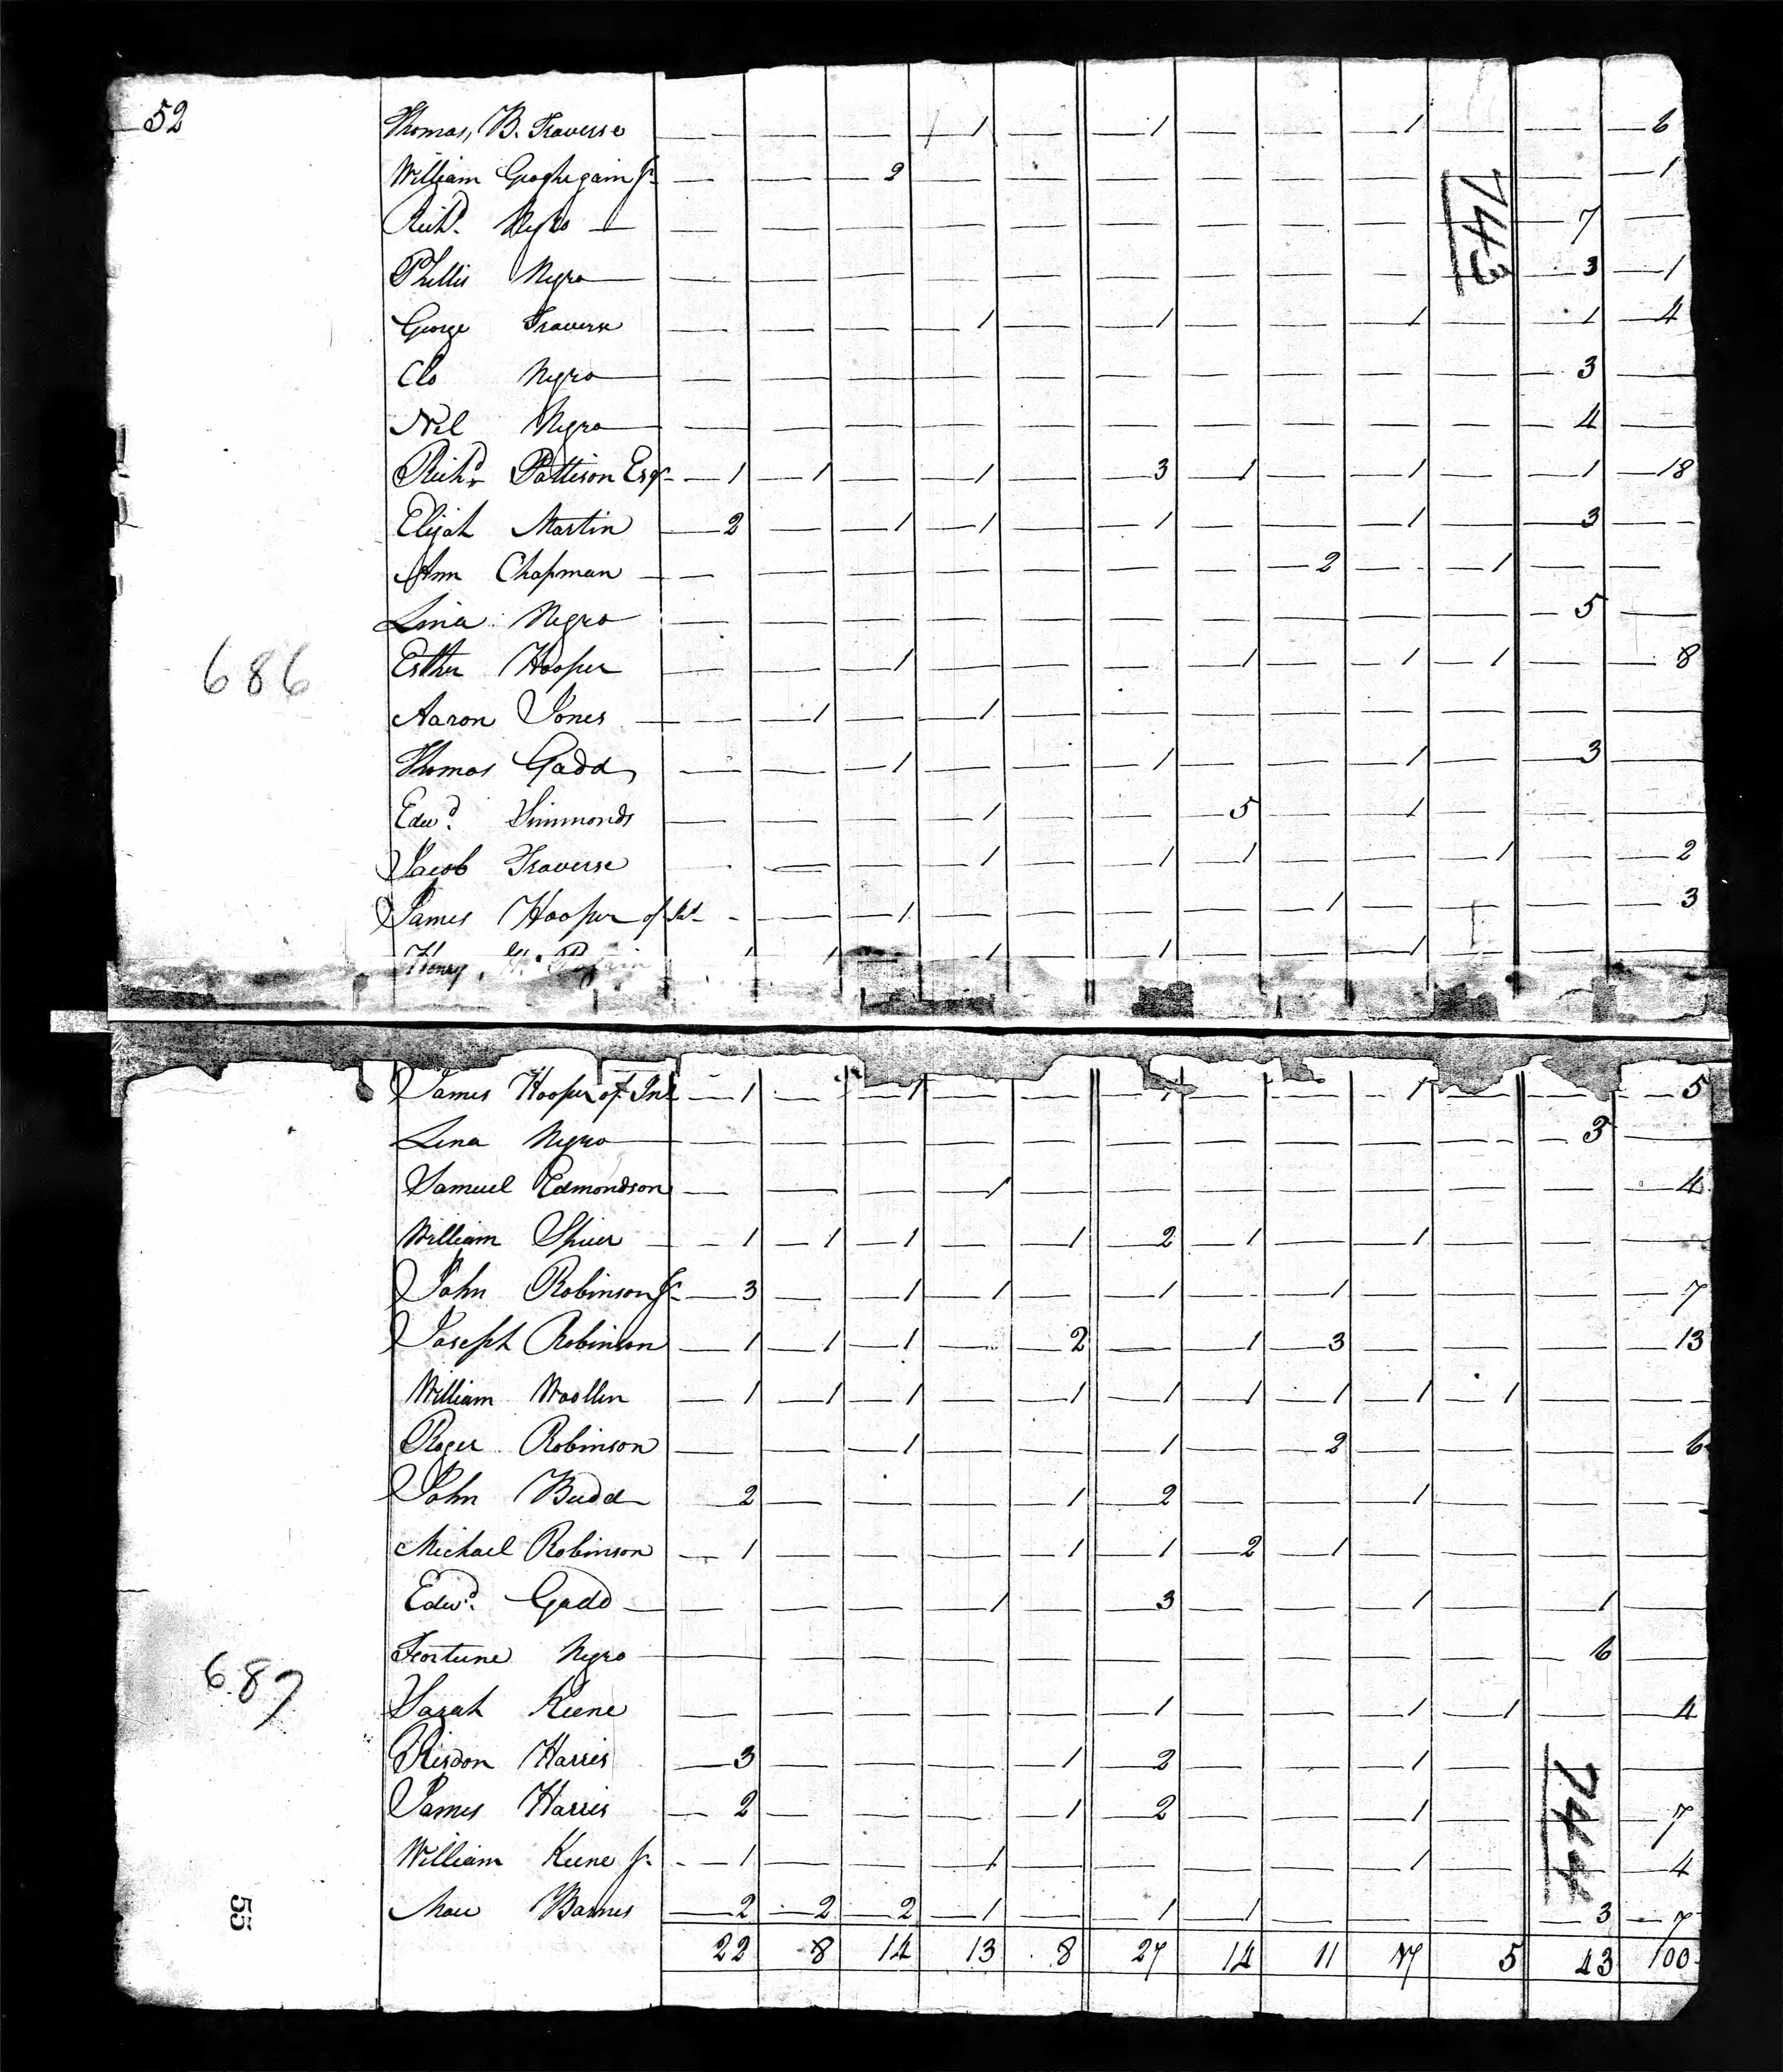 52
Thomas, B. Traverse — — — 1 — 1 — — 1 — — 6
William Geoghegain Jr — — 2 — — — — — — — — 1
Richd. Negro — — — — — — — — — — — 7 —
743
Phillis Negro — — — — — — — — — — — 3 1
George Traverse — — — 1 — 1 — — 1 — 1 4
Clo Negro — — — — — — — — — — — 3 —
Nel Negro — — — — — — — — — — — 4 —
Richd. Pattison Esqr. 1 1 — 1 — 3 1 — 1 — 1 18
Elijah Martin 2 — 1 1 — 1 — — 1 — 3 —
Ann Chapman — — — — — — — 2 — 1 — —
Lina Negro — — — — — — — — — — 5 —
686
Esther Hooper — — 1 — — — 1 — 1 1 — 8
Aaron Jones — — 1 — 1 — — — — — — — —
Thomas Gadd — — 1 — — 1 — — 1 — 3 —
Edwd. Simmonds — — — 1 — — 5 — 1 — — —
Jacob Traverse — — — 1 — 1 1 — — 1 — 2
James Hooper of — — 1 — — — — 1 — — — 3
Henry 1 1 1 1 1
James Hooper of 1 — 1 — — 1 — — 1 — — 5
Lena Negro — — — — — — — — — — — 3 —
Samuel Edmondson — — — 1 — — — — — — — 4
William Spicer — 1 1 1 — 1 2 1 — 1 — — —
John Robinson Jr. 3 — 1 1 — 1 — 1 — — — 7
Joseph Robinson 1 1 1 — 2 — 1 3 — — — 13
William Woollen 1 1 1 — 1 1 1 1 1 1 — —
Roger Robinson — — 1 — — 1 — 2 — — — 6
John Budd 2 — — — 1 2 — — 1 — — —
Michael Robinson 1 — — — 1 1 2 1 — — — —
Edwd. Gadd — — — — 1 — 3 — — 1 — 1 —
Fortune Negro — — — — — — — — — — — 6 —
687
Sarah Keene — — — — — 1 — — 1 1 — 4
Risdon Harris 3 — — — 1 2 — — 1 — — —
744
James Harris 2 — — — 1 2 — — 1 — — 7
William Keene Jr. 1 — — 1 — — — — 1 — — 4
Barnes 2 2 2 1 — 1 1 — — — 3 7
55
22 8 14 13 8 27 14 11 17 5 43 100